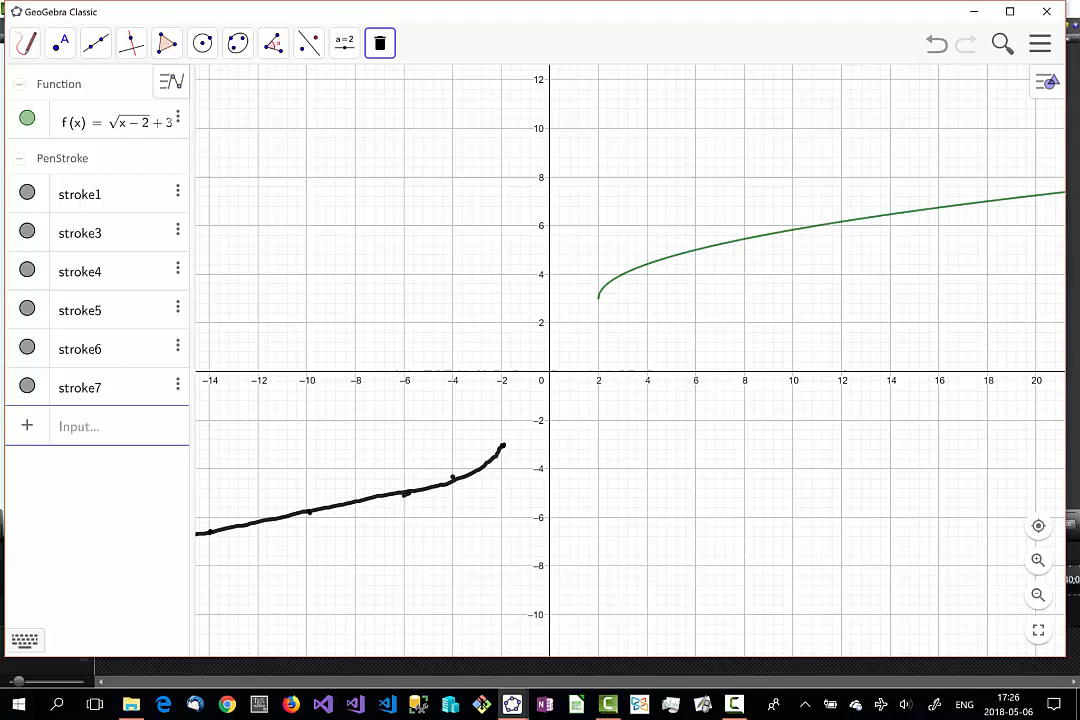 GeoGebra Classic
A
a=2
Function
f(x) = √x − 2 + 3
PenStroke
stroke1
stroke3
stroke4
stroke5
stroke6
stroke7
+ Input...
12
10
8
6
4
2
−14 −12 −10 −8 −6 −4 −2 0 2 4 6 8 10 12 14 16 18 20
−2
−4
−6
−8
−10
17:26
ENG
2018-05-06